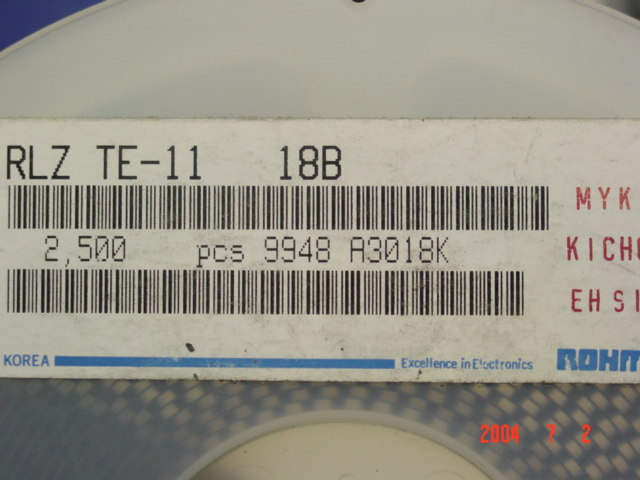 RLZ TE-11 18B
MYK
2,500 pcs 9948 A3018K
KICH
EHSI
KOREA
Excellence in Electronics
ROHM
2004 7 2